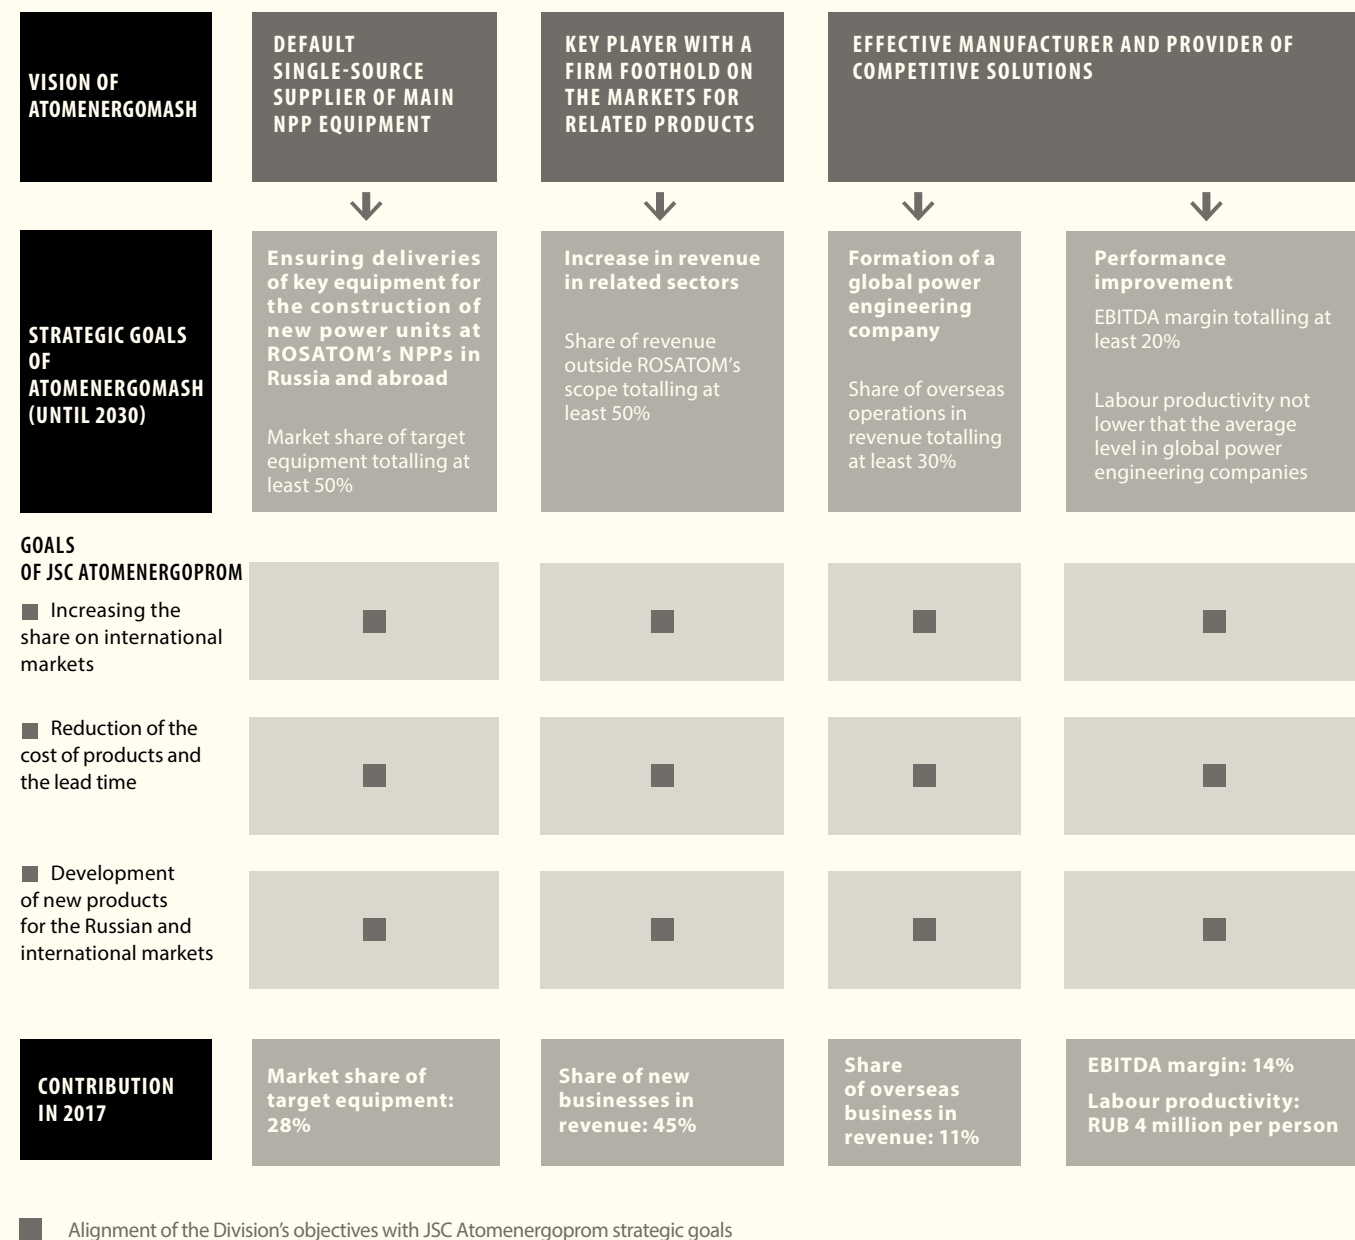 VISION OF
ATOMENERGOMASH
DEFAULT
SINGLE-SOURCE
SUPPLIER OF MAIN
NPP EQUIPMENT
KEY PLAYER WITH A
FIRM FOOTHOLD ON
THE MARKETS FOR
RELATED PRODUCTS
EFFECTIVE MANUFACTURER AND PROVIDER OF
COMPETITIVE SOLUTIONS
STRATEGIC GOALS
OF
ATOMENERGOMASH
(UNTIL 2030)
Ensuring deliveries
of key equipment for
the construction of
new power units at
ROSATOM's NPPs in
Russia and abroad
Market share of target
equipment totalling at
least 50%
Increase in revenue
in related sectors
Share of revenue
outside ROSATOM's
scope totalling at
least 50%
Formation of a
global power
engineering
company
Share of overseas
operations in
revenue totalling
at least 30%
Performance
improvement
EBITDA margin totalling at
least 20%
Labour productivity not
lower that the average
level in global power
engineering companies
GOALS
OF JSC ATOMENERGOPROM
Increasing the
share on international
markets
Reduction of the
cost of products and
the lead time
Development
of new products
for the Russian and
international markets
CONTRIBUTION
IN 2017
Market share of
target equipment:
28%
Share of new
businesses in
revenue: 45%
Share
of overseas
business in
revenue: 11%
EBITDA margin: 14%
Labour productivity:
RUB 4 million per person
Alignment of the Division's objectives with JSC Atomenergoprom strategic goals